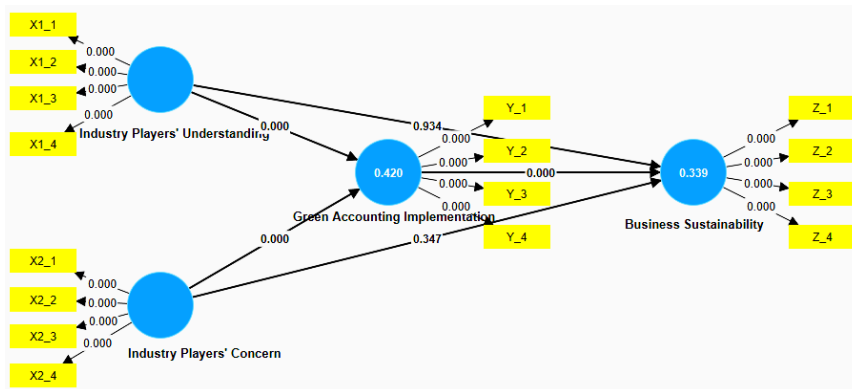 X1_1
0.000
X1_2
0.000
X1_3
0.000
X1_4
0.000
Industry Players' Understanding
0.000
0.934
Y_1
0.000
Y_2
0.000
Y_3
0.000
Y_4
0.000
0.420
Green Accounting Implementation
0.000
0.000
0.347
Z_1
0.000
Z_2
0.000
Z_3
0.000
Z_4
0.000
0.339
Business Sustainability
X2_1
0.000
X2_2
0.000
X2_3
0.000
X2_4
0.000
Industry Players' Concern